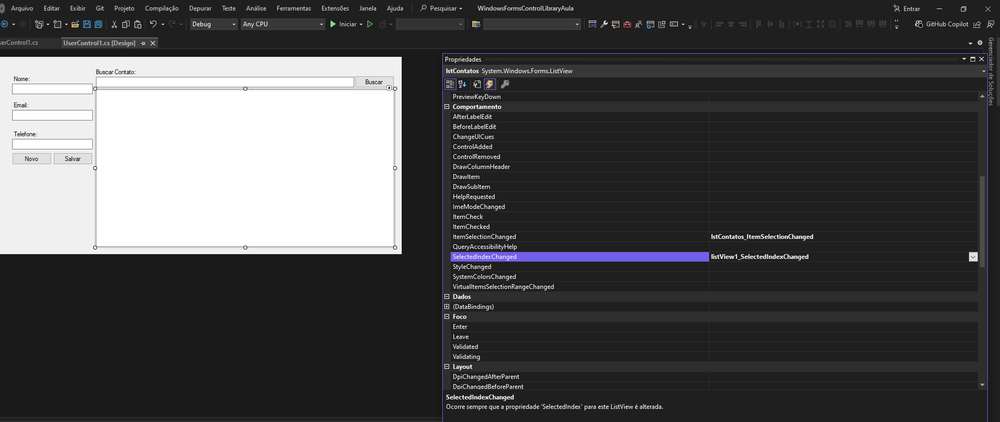 Arquivo Editar Exibir Git Projeto Compilação Depurar Teste Análise Ferramentas Extensões Janela Ajuda Pesquisar WindowsFormsControlLibraryAula Entrar
Debug Any CPU Iniciar GitHub Copilot
serControl1.cs UserControl1.cs [Design]
Gerenciador de Soluções
Buscar Contato:
Nome:
Buscar
Email:
Telefone:
Novo Salvar
Propriedades
lstContatos System.Windows.Forms.ListView
PreviewKeyDown
Comportamento
AfterLabelEdit
BeforeLabelEdit
ChangeUICues
ControlAdded
ControlRemoved
DrawColumnHeader
DrawItem
DrawSubItem
HelpRequested
ImeModeChanged
ItemCheck
ItemChecked
ItemSelectionChanged lstContatos_ItemSelectionChanged
QueryAccessibilityHelp
SelectedIndexChanged listView1_SelectedIndexChanged
StyleChanged
SystemColorsChanged
VirtualItemsSelectionRangeChanged
Dados
(DataBindings)
Foco
Enter
Leave
Validated
Validating
Layout
DpiChangedAfterParent
DpiChangedBeforeParent
SelectedIndexChanged
Ocorre sempre que a propriedade 'SelectedIndex' para este ListView é alterada.